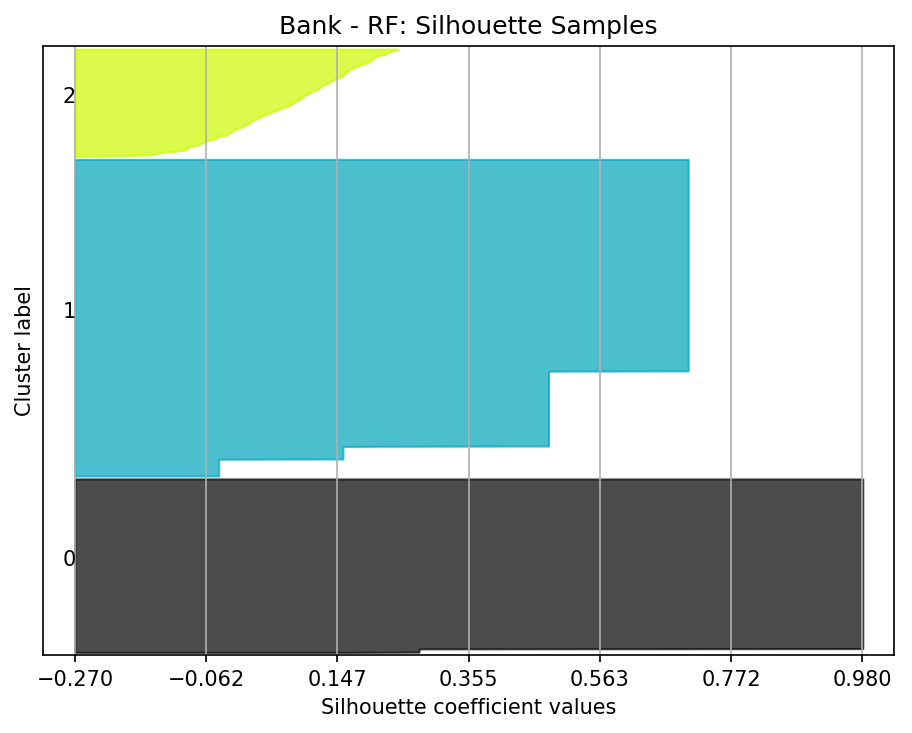 Bank - RF: Silhouette Samples
2
1
0
Cluster label
−0.270 −0.062 0.147 0.355 0.563 0.772 0.980
Silhouette coefficient values